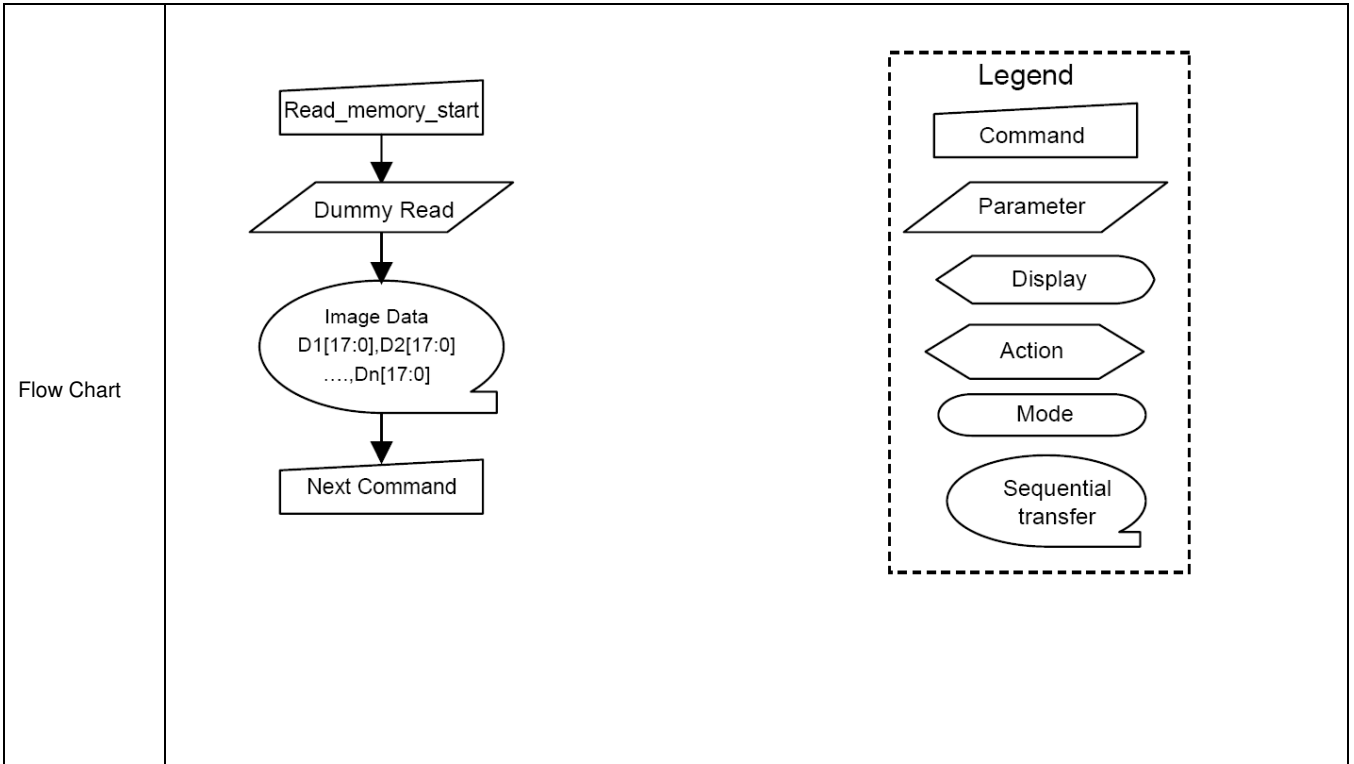 Flow Chart
Read_memory_start
Dummy Read
Image Data
D1[17:0],D2[17:0]
....,Dn[17:0]
Next Command
Legend
Command
Parameter
Display
Action
Mode
Sequential
transfer